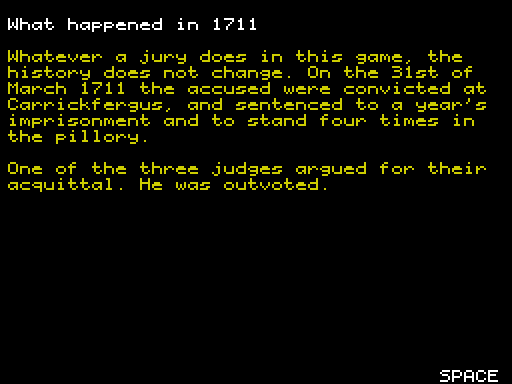 What happened in 1711
Whatever a jury does in this game, the
history does not change. On the 31st of
March 1711 the accused were convicted at
Carrickfergus, and sentenced to a year's
imprisonment and to stand four times in
the pillory.
One of the three judges argued for their
acquittal. He was outvoted.
SPACE